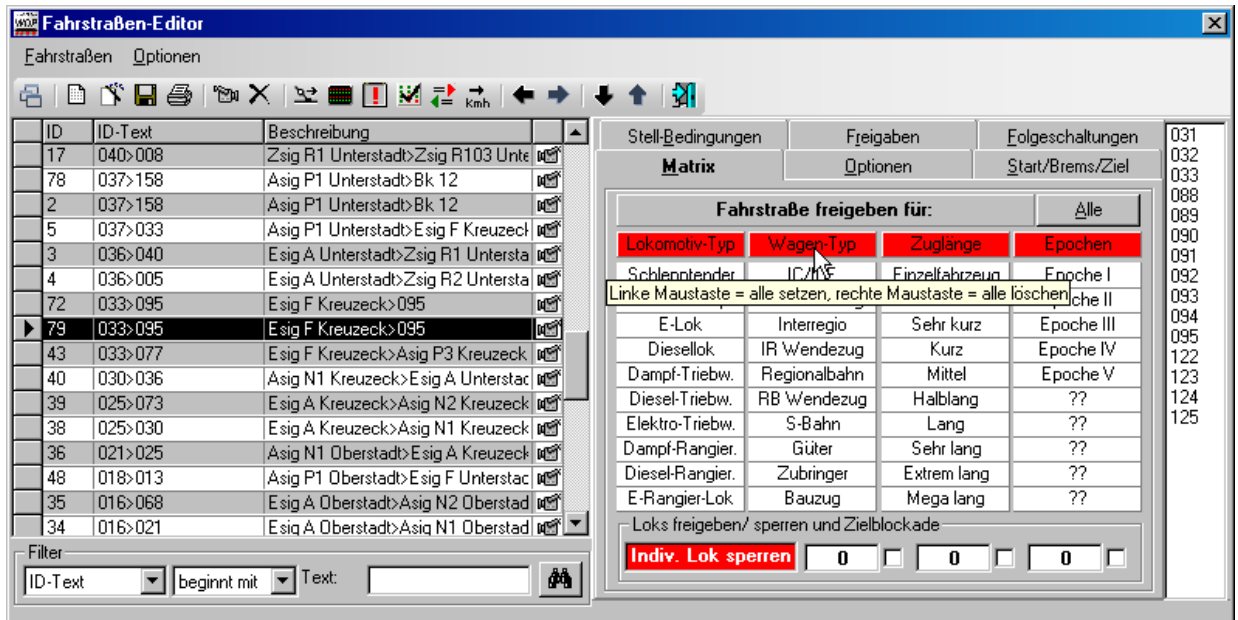 WDP Fahrstraßen-Editor
Fahrstraßen Optionen
Kmh
ID ID-Text Beschreibung
17 040>008 Zsig R1 Unterstadt>Zsig R103 Unte
78 037>158 Asig P1 Unterstadt>Bk 12
2 037>158 Asig P1 Unterstadt>Bk 12
5 037>033 Asig P1 Unterstadt>Esig F Kreuzeck
3 036>040 Esig A Unterstadt>Zsig R1 Untersta
4 036>005 Esig A Unterstadt>Zsig R2 Untersta
72 033>095 Esig F Kreuzeck>095
79 033>095 Esig F Kreuzeck>095
43 033>077 Esig F Kreuzeck>Asig P3 Kreuzeck
40 030>036 Asig N1 Kreuzeck>Esig A Unterstad
39 025>073 Esig A Kreuzeck>Asig N2 Kreuzeck
38 025>030 Esig A Kreuzeck>Asig N1 Kreuzeck
36 021>025 Asig N1 Oberstadt>Esig A Kreuzeck
48 018>013 Asig P1 Oberstadt>Esig F Unterstac
35 016>068 Esig A Oberstadt>Asig N2 Oberstad
34 016>021 Esig A Oberstadt>Asig N1 Oberstad
Filter
ID-Text beginnt mit Text:
Stell-Bedingungen Freigaben Folgeschaltungen
Matrix Optionen Start/Brems/Ziel
Fahrstraße freigeben für: Alle
Lokomotiv-Typ Wagen-Typ Zuglänge Epochen
Schlepptender Einzelfahrzeug Epoche I
Linke Maustaste = alle setzen, rechte Maustaste = alle löschen
che II
E-Lok Interregio Sehr kurz Epoche III
Diesellok IR Wendezug Kurz Epoche IV
Dampf-Triebw. Regionalbahn Mittel Epoche V
Diesel-Triebw. RB Wendezug Halblang ??
Elektro-Triebw. S-Bahn Lang ??
Dampf-Rangier. Güter Sehr lang ??
Diesel-Rangier. Zubringer Extrem lang ??
E-Rangier-Lok Bauzug Mega lang ??
Loks freigeben/ sperren und Zielblockade
Indiv. Lok sperren 0 0 0
031
032
033
088
089
090
091
092
093
094
095
122
123
124
125